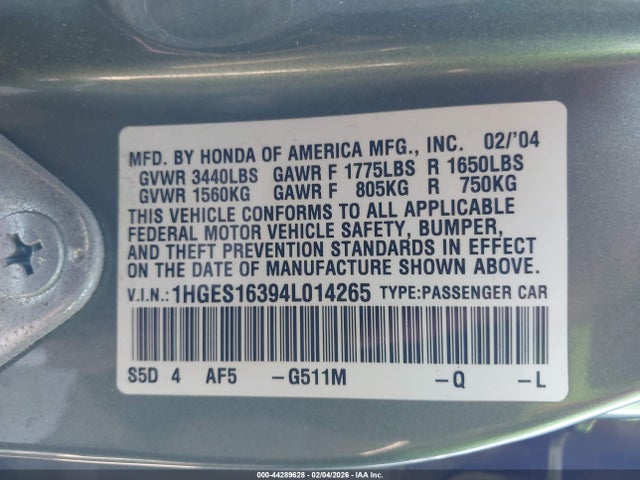 MFD. BY HONDA OF AMERICA MFG., INC. 02/'04
GVWR 3440LBS GAWR F 1775LBS R 1650LBS
GVWR 1560KG GAWR F 805KG R 750KG
THIS VEHICLE CONFORMS TO ALL APPLICABLE
FEDERAL MOTOR VEHICLE SAFETY, BUMPER,
AND THEFT PREVENTION STANDARDS IN EFFECT
ON THE DATE OF MANUFACTURE SHOWN ABOVE.
V.I.N.: 1HGES16394L014265 TYPE:PASSENGER CAR
S5D 4 AF5 -G511M -Q -L
000-44289628 - 02/04/2026 - IAA Inc.